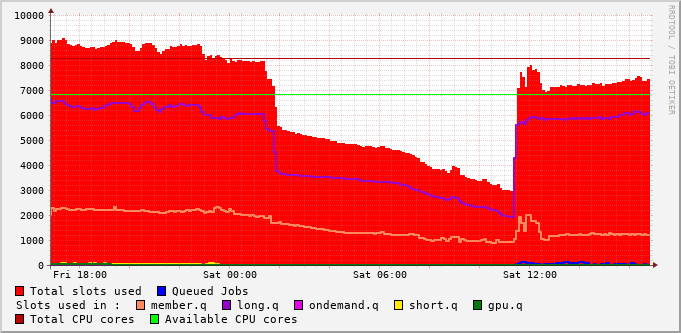 RRDTOOL / TOBI OETIKER
10000
9000
8000
7000
6000
5000
4000
3000
2000
1000
0
Fri 18:00 Sat 00:00 Sat 06:00 Sat 12:00
Total slots used Queued Jobs
Slots used in : member.q long.q ondemand.q short.q gpu.q
Total CPU cores Available CPU cores